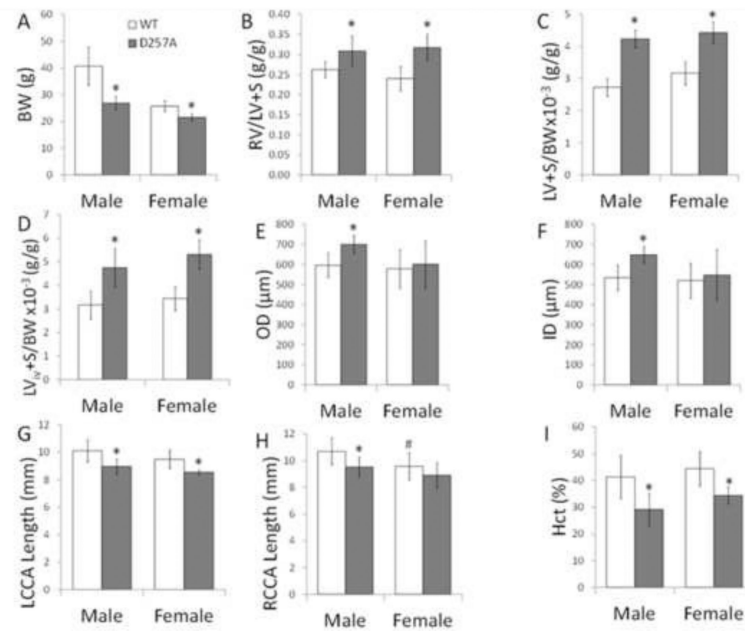 A
WT
D257A
BW (g)
60
50
40
30
20
10
0
*
*
Male Female
B
RV/LV+S (g/g)
0.40
0.35
0.30
0.25
0.20
0.15
0.10
0.05
0.00
*
*
Male Female
C
LV+S/BWx10-3 (g/g)
5
4
3
2
1
0
*
*
Male Female
D
LViv+S/BW x10-3 (g/g)
7
6
5
4
3
2
1
0
*
*
Male Female
E
OD (μm)
800
700
600
500
400
300
200
100
0
*
Male Female
F
ID (μm)
800
700
600
500
400
300
200
100
0
*
Male Female
G
LCCA Length (mm)
12
10
8
6
4
2
0
*
*
Male Female
H
RCCA Length (mm)
12
10
8
6
4
2
0
*
#
Male Female
I
Hct (%)
60
50
40
30
20
10
0
*
*
Male Female